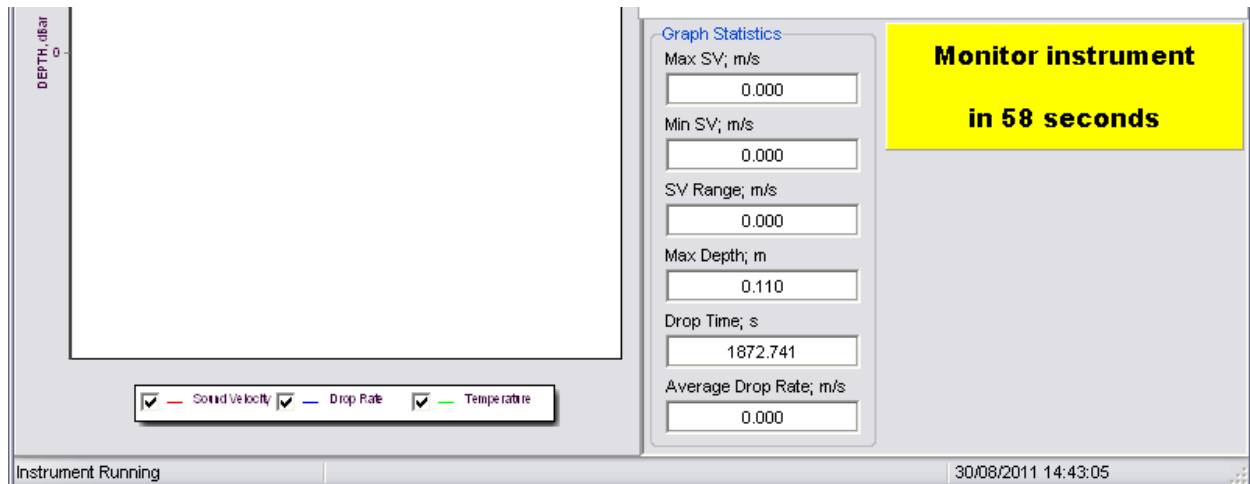 DEPTH, dBar
0
Graph Statistics
Max SV; m/s
0.000
Min SV; m/s
0.000
SV Range; m/s
0.000
Max Depth; m
0.110
Drop Time; s
1872.741
Average Drop Rate; m/s
0.000
Monitor instrument
in 58 seconds
Sound Velocity Drop Rate Temperature
Instrument Running 30/08/2011 14:43:05